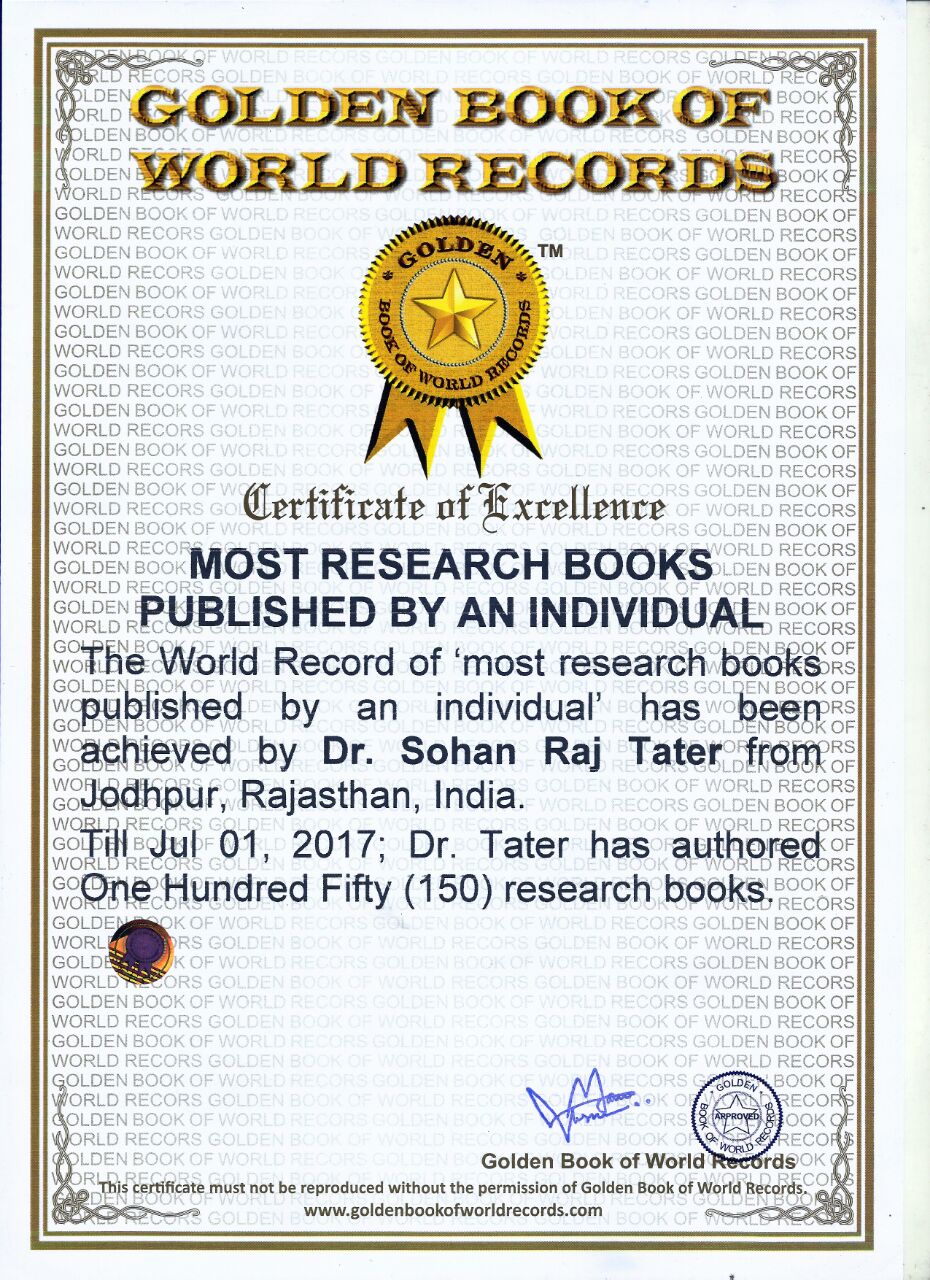 GOLDEN BOOK OF
WORLD RECORDS
GOLDEN
BOOK OF WORLD RECORDS
TM
Certificate of Excellence
MOST RESEARCH BOOKS
PUBLISHED BY AN INDIVIDUAL
The World Record of ‘most research books
published by an individual’ has been
achieved by Dr. Sohan Raj Tater from
Jodhpur, Rajasthan, India.
Till Jul 01, 2017; Dr. Tater has authored
One Hundred Fifty (150) research books.
GOLDEN
APPROVED
BOOK OF WORLD RECORDS
Golden Book of World Records
This certificate must not be reproduced without the permission of Golden Book of World Records.
www.goldenbookofworldrecords.com